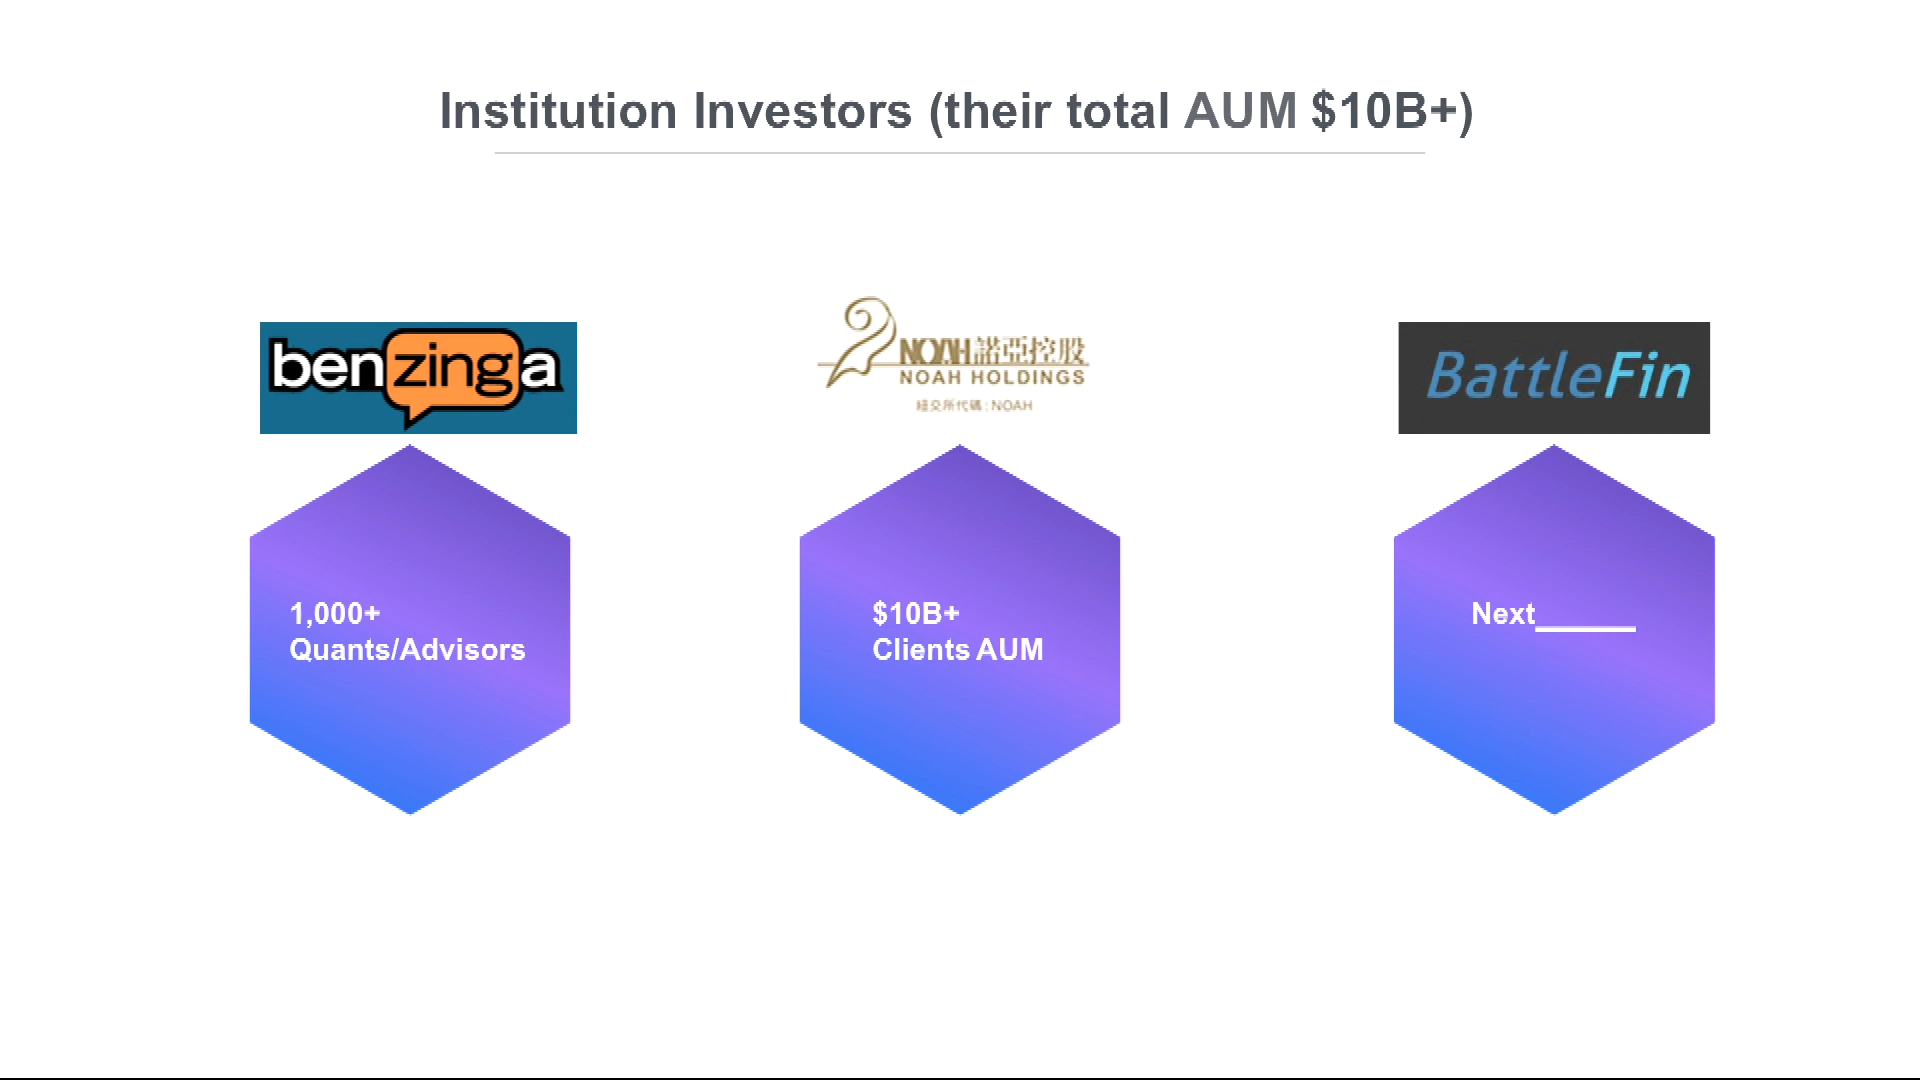 Institution Investors (their total AUM $10B+)
benzinga
NOAH 諾亞控股
NOAH HOLDINGS
紐交所代碼：NOAH
BattleFin
1,000+
Quants/Advisors
$10B+
Clients AUM
Next______